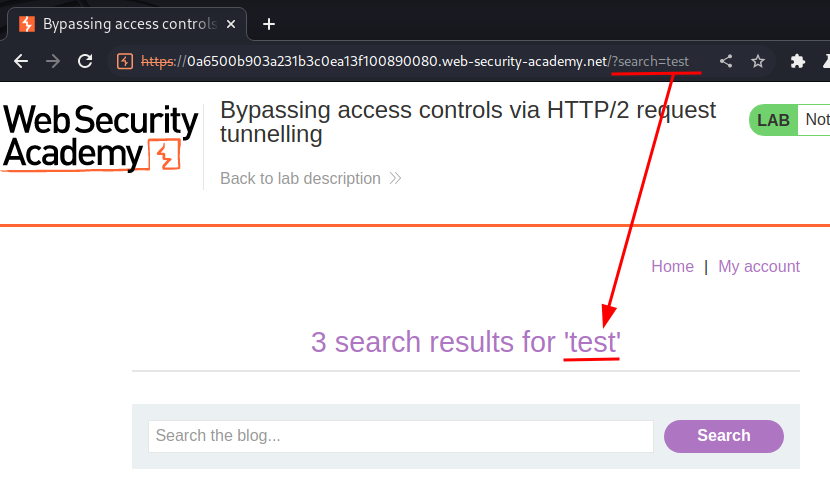 Bypassing access controls
https://0a6500b903a231b3c0ea13f100890080.web-security-academy.net/?search=test
Web Security
Academy
Bypassing access controls via HTTP/2 request
tunnelling
Back to lab description
LAB Not
Home | My account
3 search results for 'test'
Search the blog...
Search